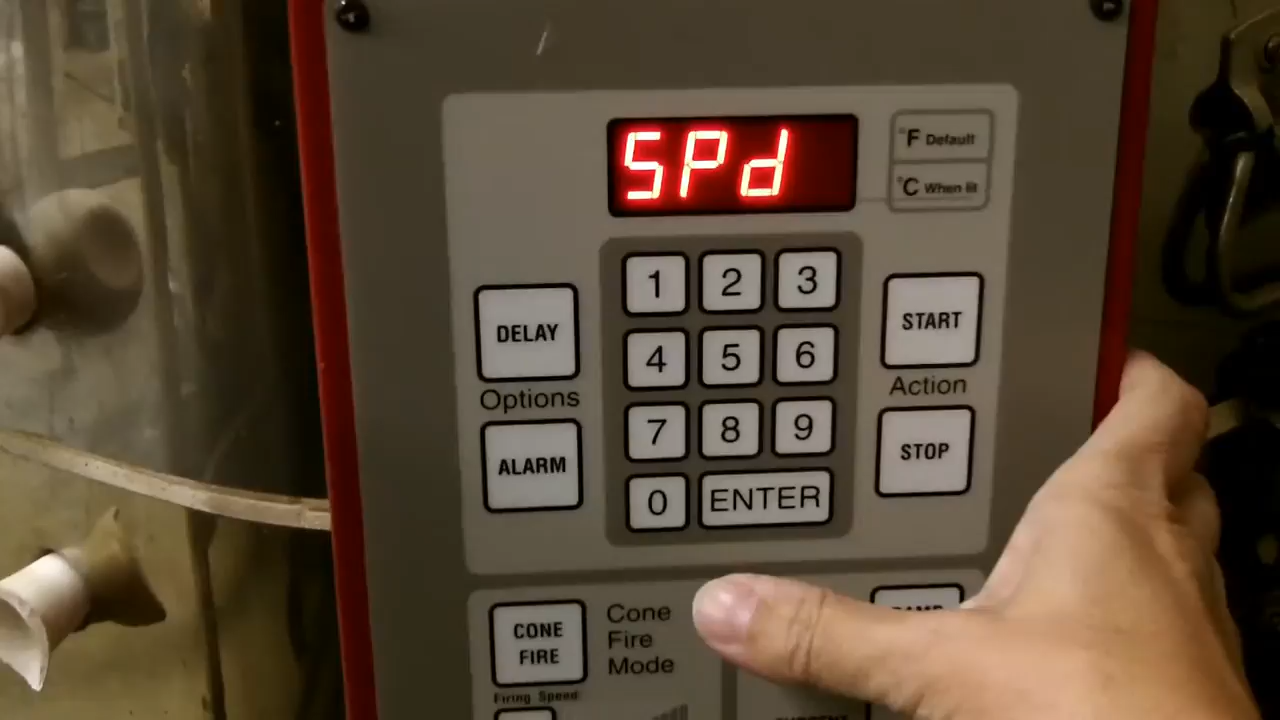 SPd
°F Default
°C When lit
1 2 3
DELAY
START
4 5 6
Options
Action
7 8 9
ALARM
STOP
0 ENTER
CONE
FIRE
Cone
Fire
Mode
Firing Speed